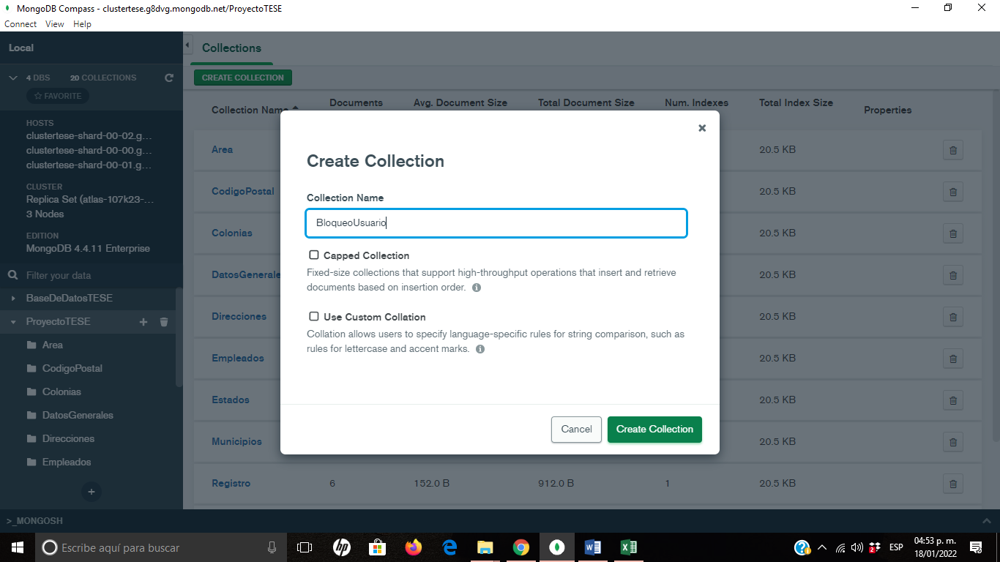 MongoDB Compass - clustertese.g8dvg.mongodb.net/ProyectoTESE
Connect View Help
Local
4 DBS 20 COLLECTIONS
FAVORITE
HOSTS
clustertese-shard-00-02.g...
clustertese-shard-00-00.g...
clustertese-shard-00-01.g...
CLUSTER
Replica Set (atlas-107k23-...
3 Nodes
EDITION
MongoDB 4.4.11 Enterprise
Filter your data
BaseDeDatosTESE
ProyectoTESE
Area
CodigoPostal
Colonias
DatosGenerales
Direcciones
Empleados
Collections
CREATE COLLECTION
Collection Name Documents Avg. Document Size Total Document Size Num. Indexes Total Index Size Properties
Area 20.5 KB
CodigoPostal 20.5 KB
Colonias 20.5 KB
DatosGenerale 20.5 KB
Direcciones 20.5 KB
Empleados 20.5 KB
Estados 20.5 KB
Municipios 20.5 KB
Registro 6 152.0 B 912.0 B 1 20.5 KB
Create Collection
Collection Name
BloqueoUsuario
Capped Collection
Fixed-size collections that support high-throughput operations that insert and retrieve
documents based on insertion order.
Use Custom Collation
Collation allows users to specify language-specific rules for string comparison, such as
rules for lettercase and accent marks.
Cancel Create Collection
>_MONGOSH
Escribe aquí para buscar
hp
ESP
04:53 p. m.
18/01/2022